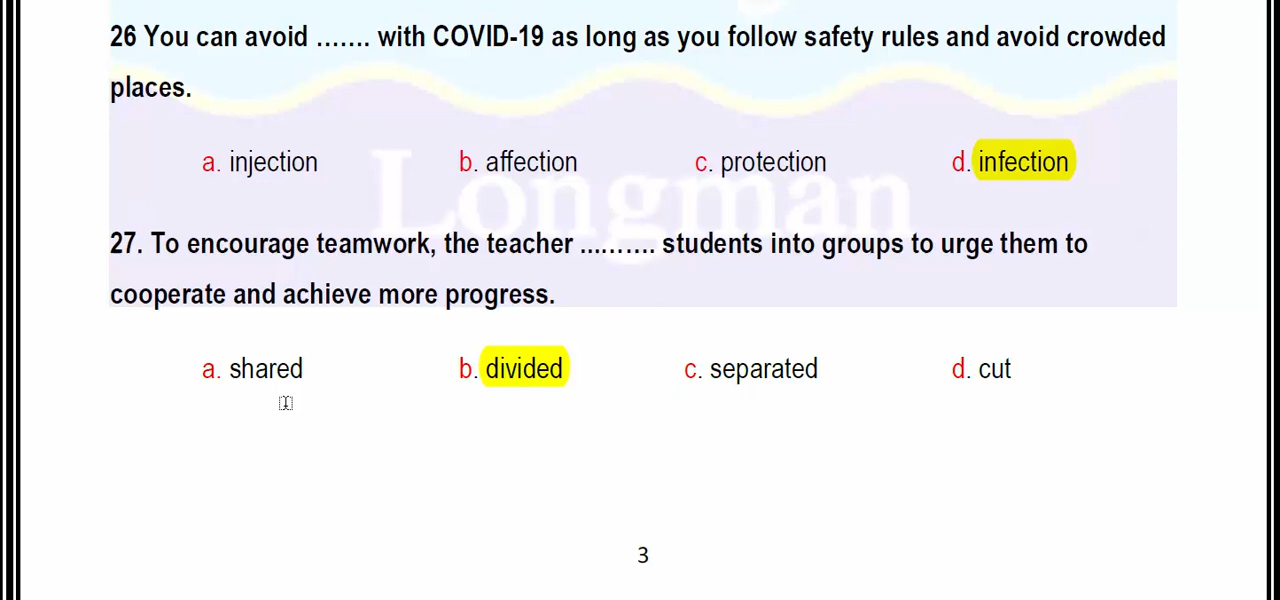 26 You can avoid ....... with COVID-19 as long as you follow safety rules and avoid crowded
places.
a. injection b. affection c. protection d. infection
Longman
27. To encourage teamwork, the teacher .......... students into groups to urge them to
cooperate and achieve more progress.
a. shared b. divided c. separated d. cut
3